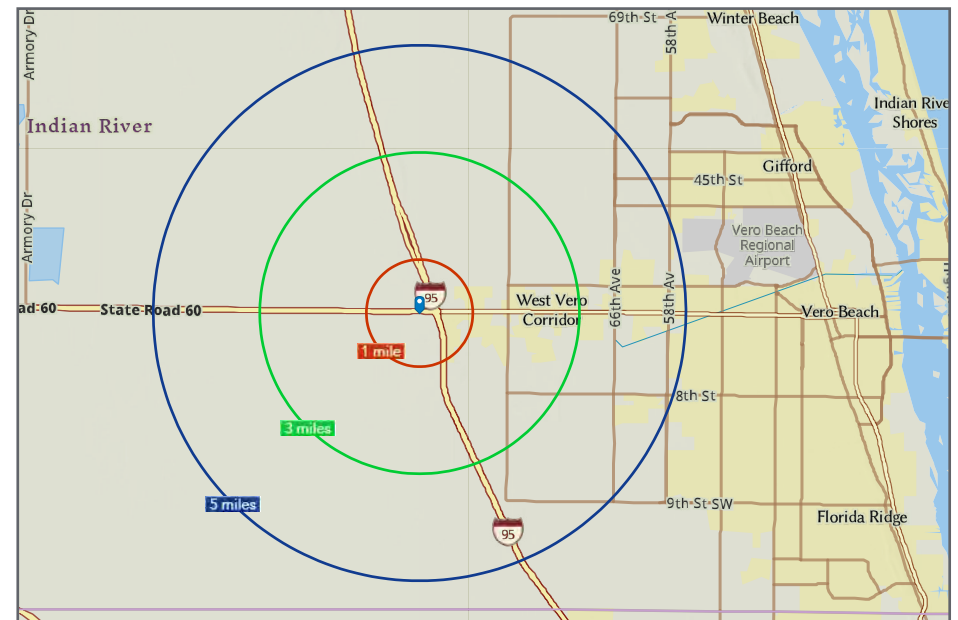 Armory-Dr
69th St
58th-A
Winter Beach
Indian Rive
Shores
Indian River
Gifford
45th St
Armory-Dr
Vero Beach
Regional
Airport
95
66th Ave
58th Av
ad-60
State-Road-60
West Vero
Corridor
Vero Beach
1 mile
8th St
3 miles
5 miles
9th St SW
95
Florida Ridge